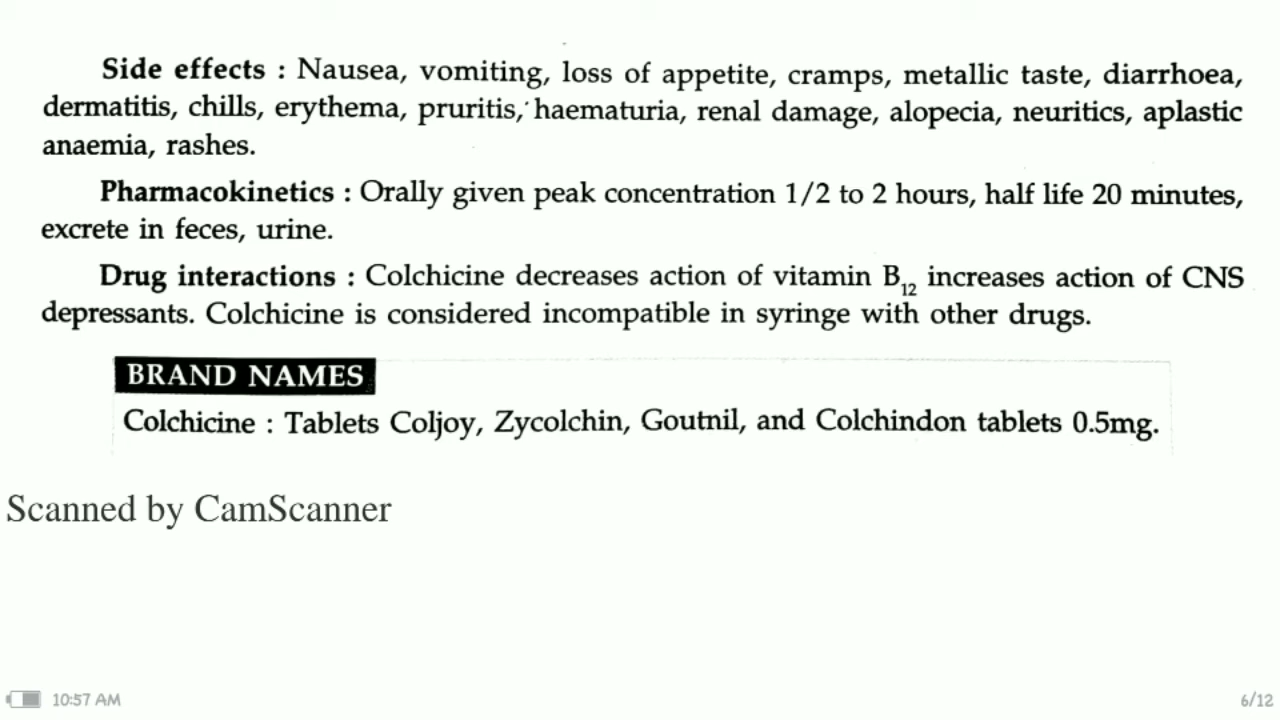 Side effects : Nausea, vomiting, loss of appetite, cramps, metallic taste, diarrhoea,
dermatitis, chills, erythema, pruritis, haematuria, renal damage, alopecia, neuritics, aplastic
anaemia, rashes.
Pharmacokinetics : Orally given peak concentration 1/2 to 2 hours, half life 20 minutes,
excrete in feces, urine.
Drug interactions : Colchicine decreases action of vitamin B12 increases action of CNS
depressants. Colchicine is considered incompatible in syringe with other drugs.
BRAND NAMES
Colchicine : Tablets Coljoy, Zycolchin, Goutnil, and Colchindon tablets 0.5mg.
Scanned by CamScanner
10:57 AM
6/12